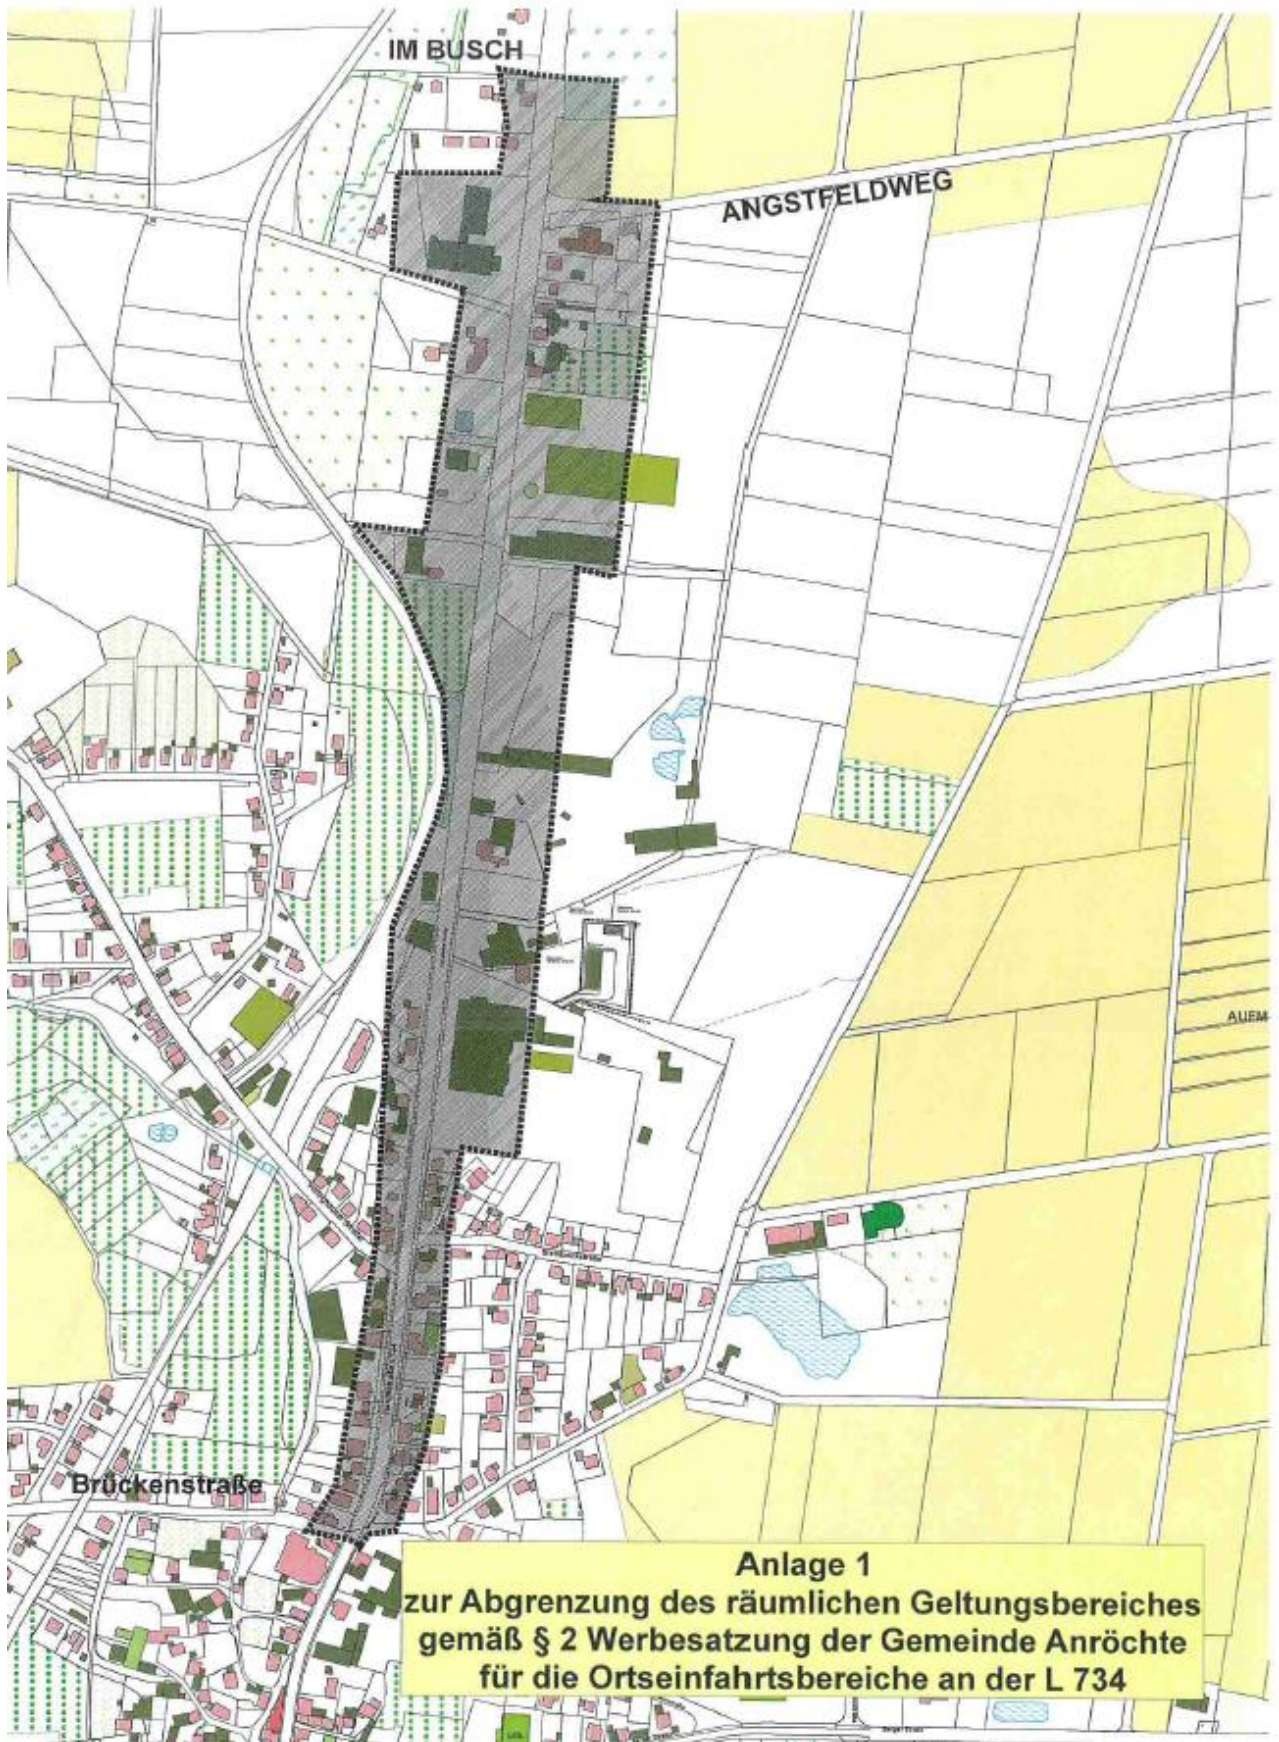 IM BUSCH
ANGSTFELDWEG
AUEM
Brückenstraße
Anlage 1
zur Abgrenzung des räumlichen Geltungsbereiches
gemäß § 2 Werbesatzung der Gemeinde Anröchte
für die Ortseinfahrtsbereiche an der L 734